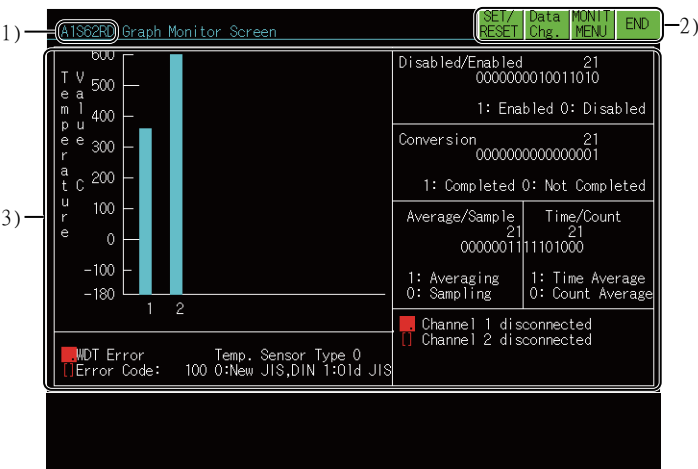 1) A1S62RD Graph Monitor Screen
SET/ RESET
Data Chg.
MONIT MENU
END
2)
3)
Temperature
Value C
600
500
400
300
200
100
0
-100
-180
1 2
Disabled/Enabled 21
0000000010011010
1: Enabled 0: Disabled
Conversion 21
0000000000000001
1: Completed 0: Not Completed
Average/Sample Time/Count
21 21
0000001111101000
1: Averaging 1: Time Average
0: Sampling 0: Count Average
Channel 1 disconnected
[] Channel 2 disconnected
WDT Error Temp. Sensor Type 0
[]Error Code: 100 0:New JIS,DIN 1:Old JIS